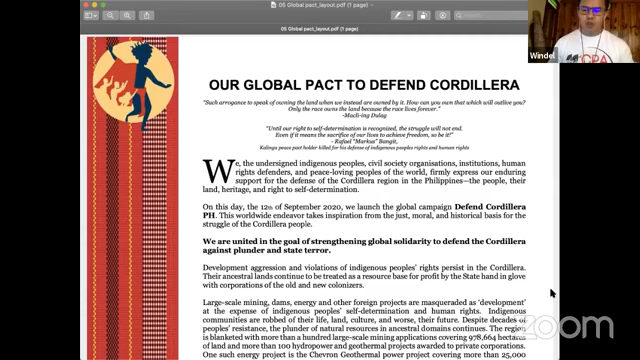 05 Global pact_layout.pdf (1 page)
Search
05 Global pact_layout.pdf (1 page)
Windel
CPA
OUR GLOBAL PACT TO DEFEND CORDILLERA
"Such arrogance to speak of owning the land when we instead are owned by it. How can you own that which will outlive you?
Only the race owns the land because the race lives forever."
-Macli-ing Dulag
"Until our right to self-determination is recognized, the struggle will not end.
Even if it means the sacrifice of our lives to achieve freedom, so be it!"
- Rafael "Markus" Bangit,
Kalinga peace pact holder killed for his defense of indigenous peoples rights and human rights
We, the undersigned indigenous peoples, civil society organisations, institutions, human
rights defenders, and peace-loving peoples of the world, firmly express our enduring
support for the defense of the Cordillera region in the Philippines—the people, their
land, heritage, and right to self-determination.
On this day, the 12th of September 2020, we launch the global campaign Defend Cordillera
PH. This worldwide endeavor takes inspiration from the just, moral, and historical basis for the
struggle of the Cordillera people.
We are united in the goal of strengthening global solidarity to defend the Cordillera
against plunder and state terror.
Development aggression and violations of indigenous peoples' rights persist in the Cordillera.
Their ancestral lands continue to be treated as a resource base for profit by the State hand in glove
with corporations of the old and new colonizers.
Large-scale mining, dams, energy and other foreign projects are masqueraded as 'development'
at the expense of indigenous peoples' self-determination and human rights. Indigenous
communities are robbed of their life, land, culture, and worse, their future. Despite decades of
peoples' resistance, the plunder of natural resources in ancestral domains continues. The region
is blanketed with more than a hundred large-scale mining applications covering 978,664 hectares
of land and more than 100 hydropower and geothermal projects awarded to private operations.
One such energy project is the Chevron Geothermal power project covering more than 25,000
zoom